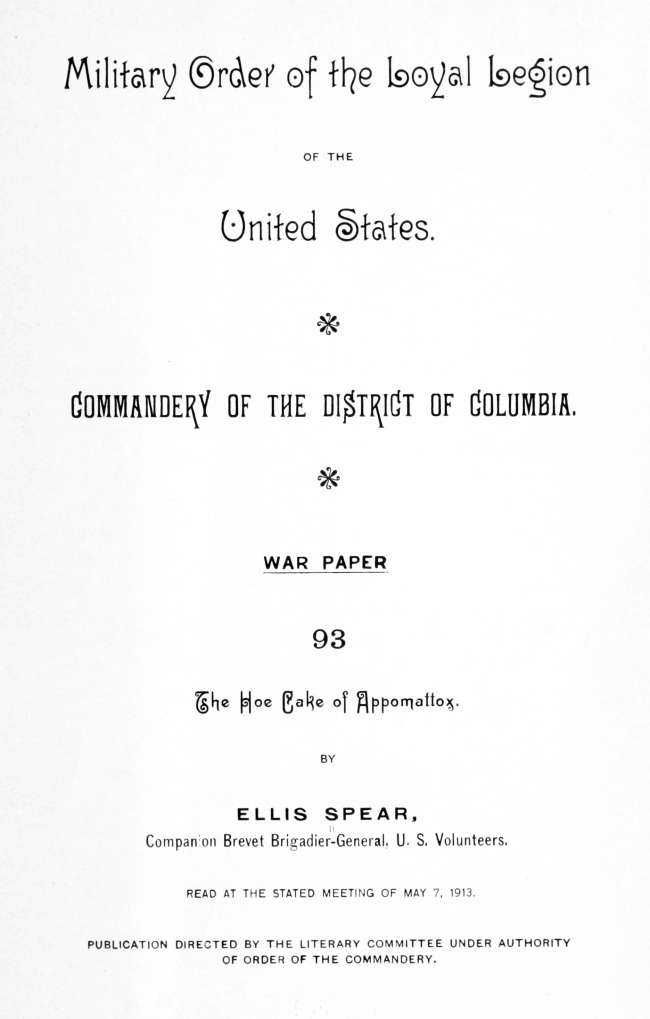 Military Order of the Loyal Legion
OF THE
United States.
COMMANDERY OF THE DISTRICT OF COLUMBIA.
WAR PAPER
93
The Hoe Cake of Appomattox.
BY
ELLIS SPEAR,
Companion Brevet Brigadier-General, U. S. Volunteers.
READ AT THE STATED MEETING OF MAY 7, 1913.
PUBLICATION DIRECTED BY THE LITERARY COMMITTEE UNDER AUTHORITY
OF ORDER OF THE COMMANDERY.